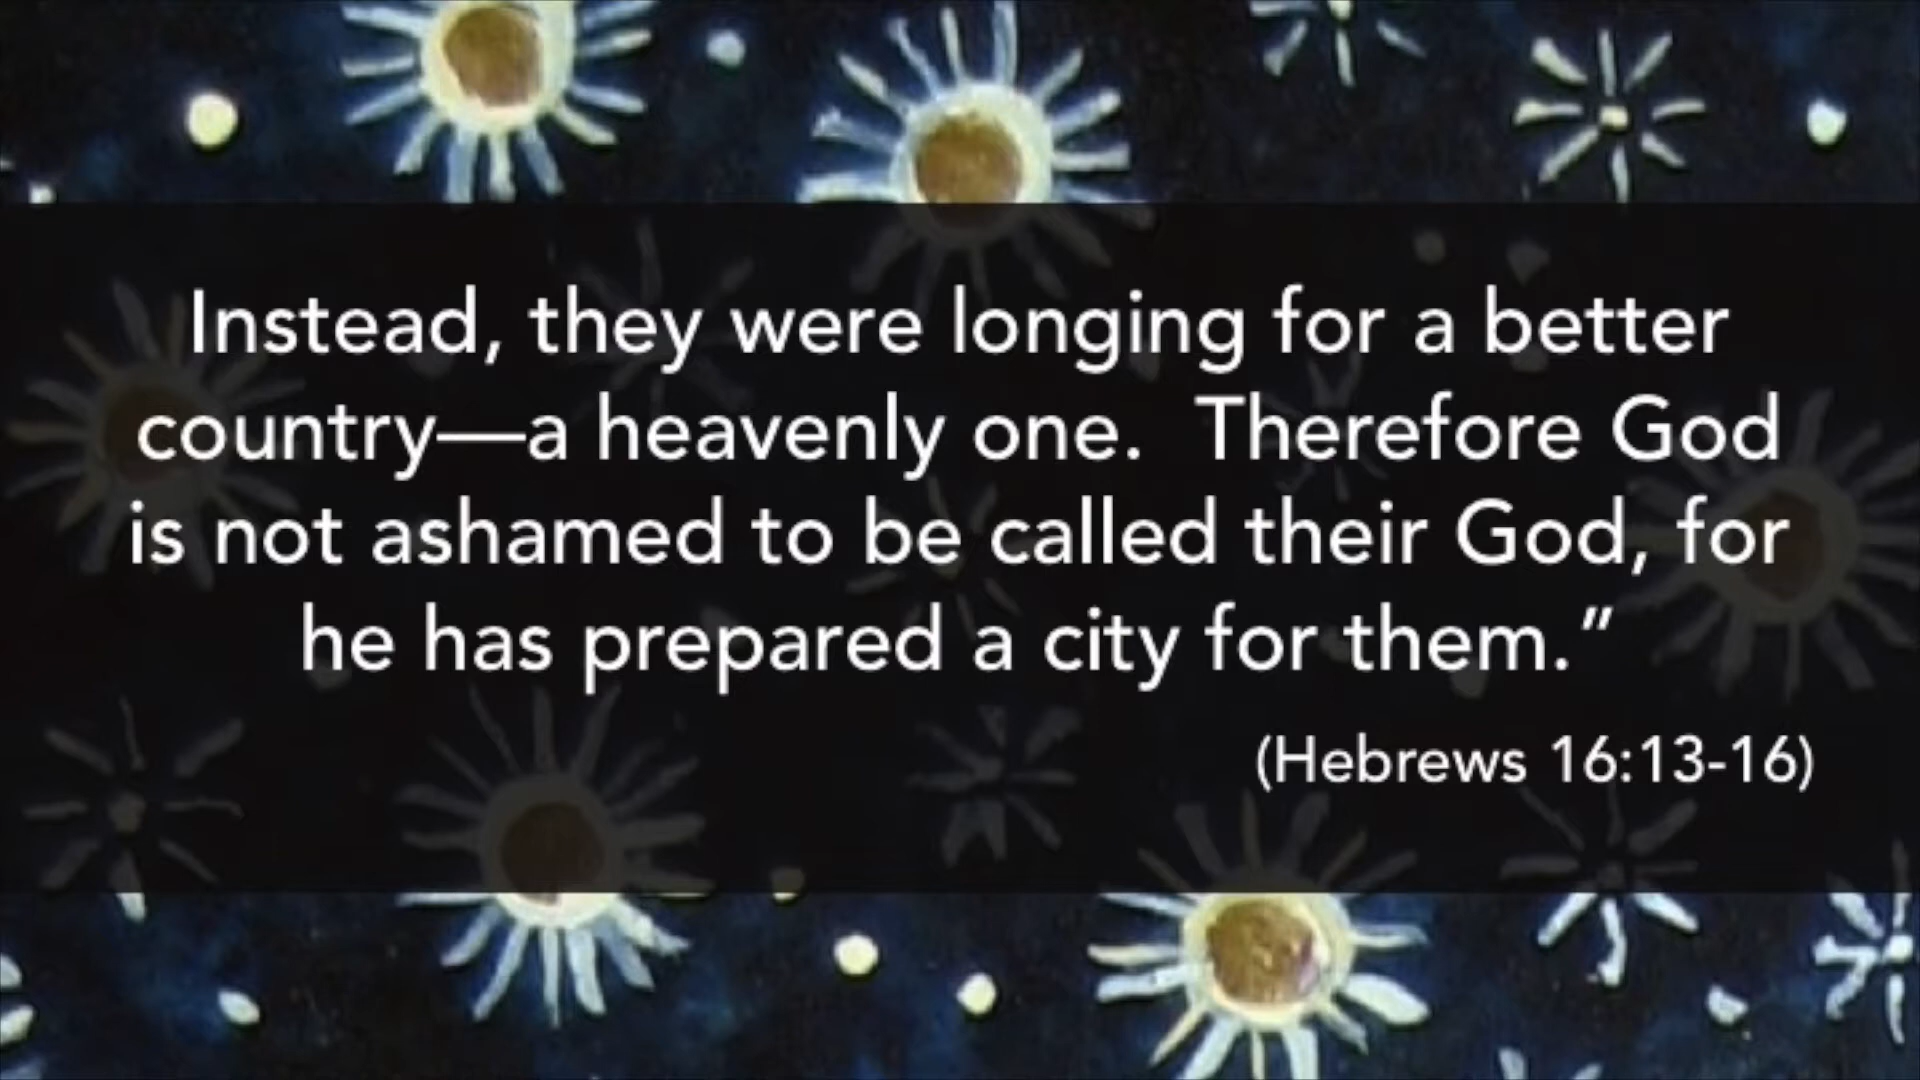 Instead, they were longing for a better
country—a heavenly one.  Therefore God
is not ashamed to be called their God, for
he has prepared a city for them.”
(Hebrews 16:13-16)